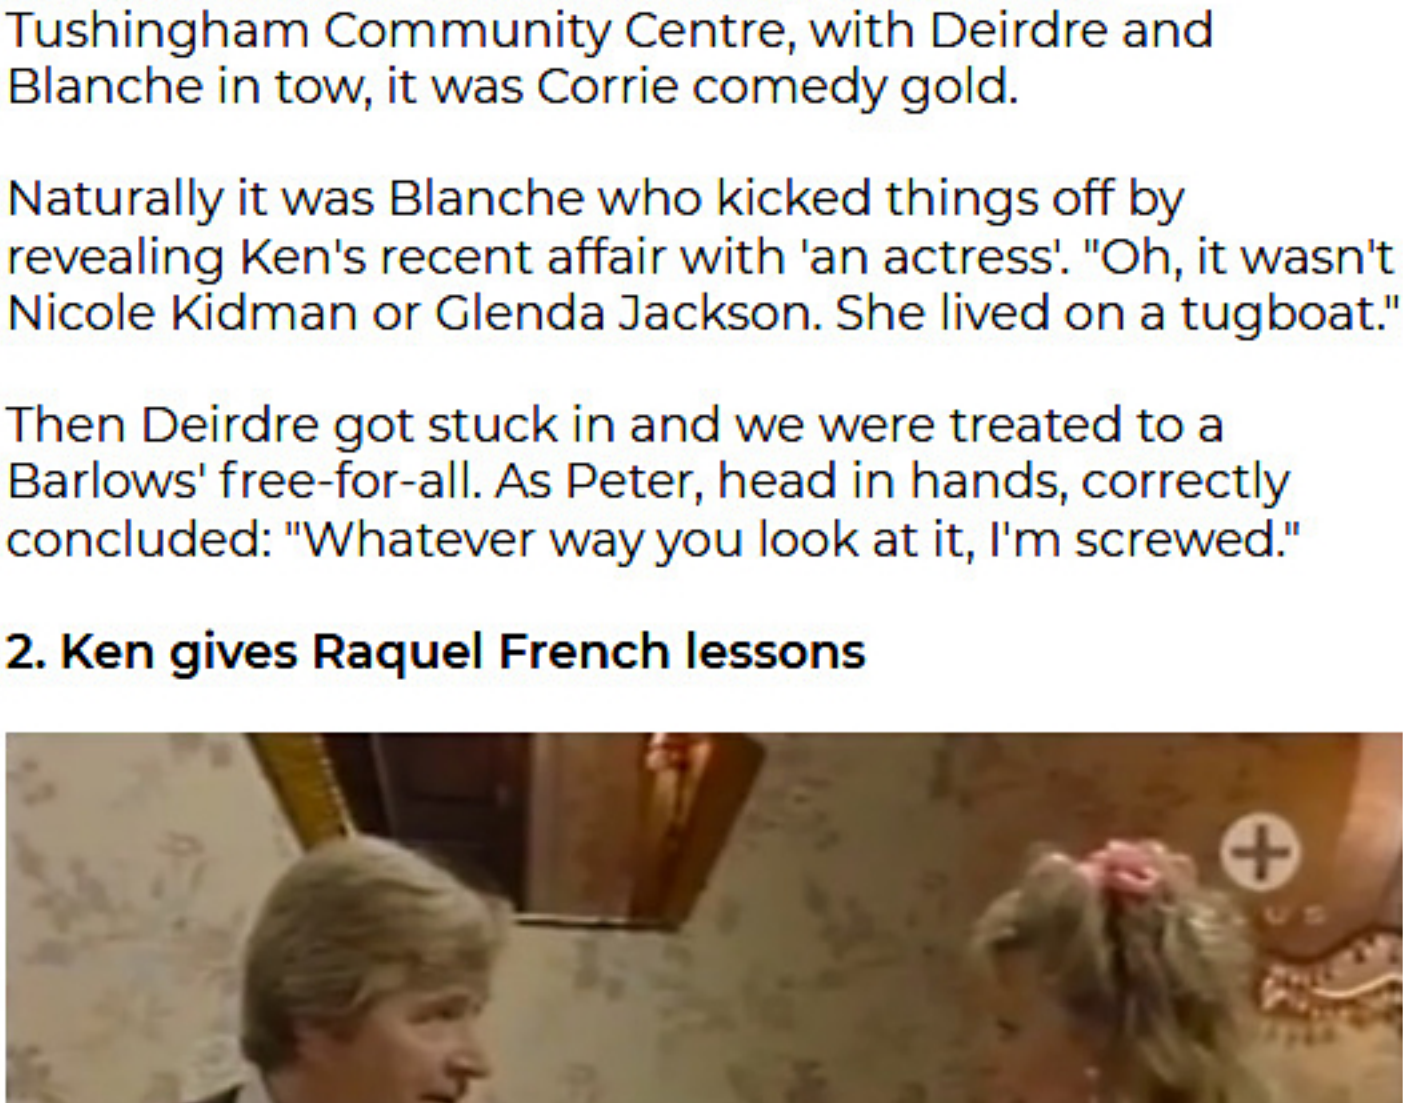 Tushingham Community Centre, with Deirdre and
Blanche in tow, it was Corrie comedy gold.
Naturally it was Blanche who kicked things off by
revealing Ken's recent affair with 'an actress'. "Oh, it wasn't
Nicole Kidman or Glenda Jackson. She lived on a tugboat."
Then Deirdre got stuck in and we were treated to a
Barlows' free-for-all. As Peter, head in hands, correctly
concluded: "Whatever way you look at it, I'm screwed."
2. Ken gives Raquel French lessons